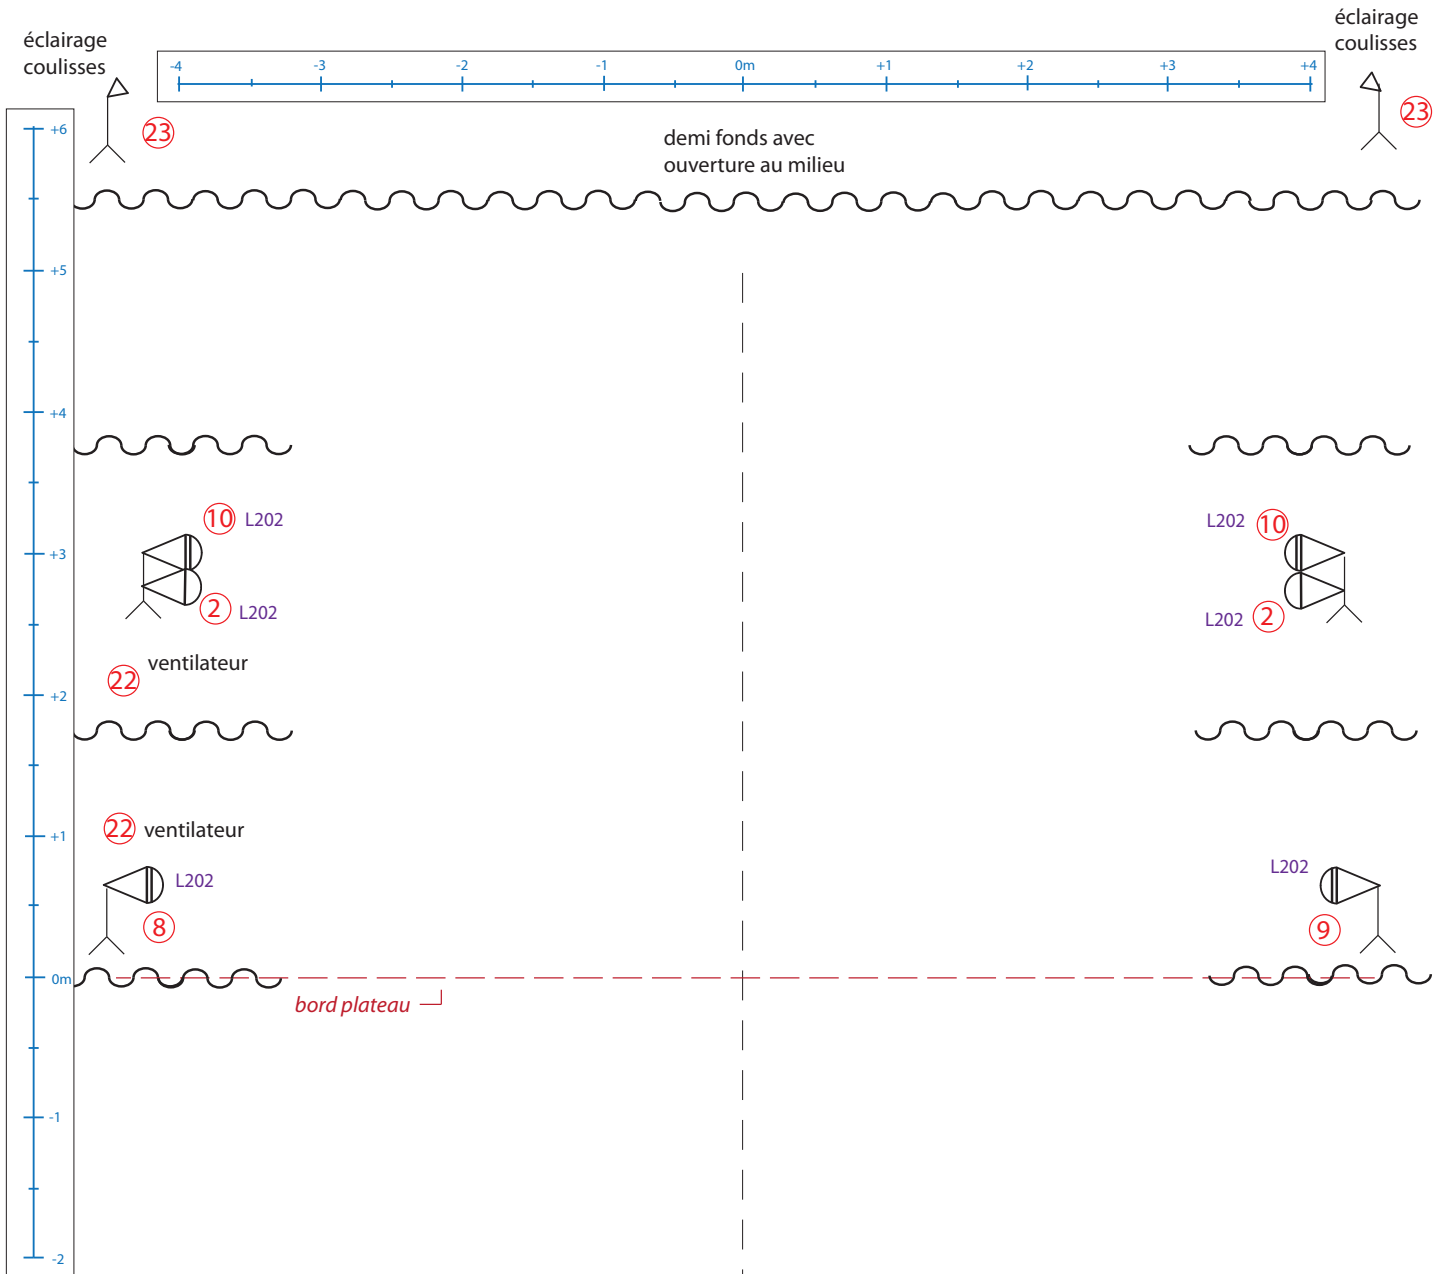 éclairage
coulisses
éclairage
coulisses
-4 -3 -2 -1 0m +1 +2 +3 +4
23
23
demi fonds avec
ouverture au milieu
+6
+5
+4
+3
+2
+1
0m
-1
-2
10 L202
L202 10
2 L202
L202 2
ventilateur
22
22 ventilateur
L202
L202
8
9
bord plateau